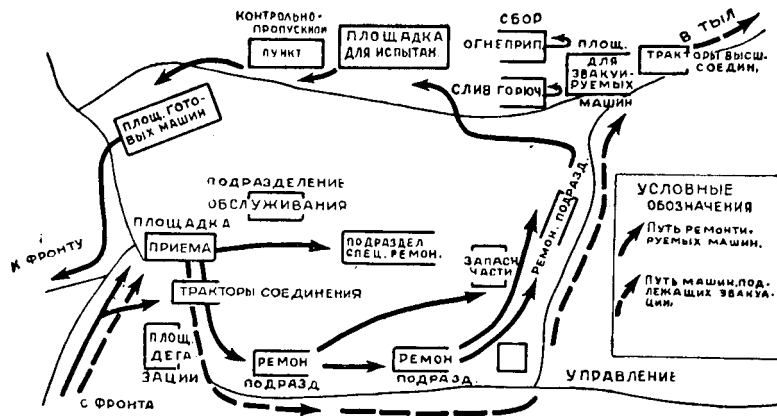 КОНТРОЛЬНО-
ПРОПУСКНОЙ
ПУНКТ
ПЛОЩАДКА
ДЛЯ ИСПЫТАН.
СБОР
ОГНЕПРИП.
СЛИВ ГОРЮЧ.
ПЛОЩ.
ДЛЯ
ЭВАКУИ-
РУЕМЫХ
МАШИН
В ТЫЛ
ТРАКТОРЫ ВЫСШ.
СОЕДИН.
ПЛОЩ. ГОТО-
ВЫХ МАШИН
ПОДРАЗДЕЛЕНИЕ
ОБСЛУЖИВАНИЯ
ПЛОЩАДКА
ПРИЕМА
К ФРОНТУ
ПОДРАЗДЕЛ
СПЕЦ. РЕМОН.
ЗАПАСН
ЧАСТИ
РЕМОН. ПОДРАЗД.
ТРАКТОРЫ СОЕДИНЕНИЯ
ПЛОЩ.
ДЕГА
ЗАЦИИ
РЕМОН
ПОДРАЗД
РЕМОН
ПОДРАЗД.
УПРАВЛЕНИЕ
С ФРОНТА
УСЛОВНЫЕ
ОБОЗНАЧЕНИЯ
ПУТЬ РЕМОНТИ-
РУЕМЫХ МАШИН.
ПУТЬ МАШИН, ПОД-
ЛЕЖАЩИХ ЭВАКУА-
ЦИИ.